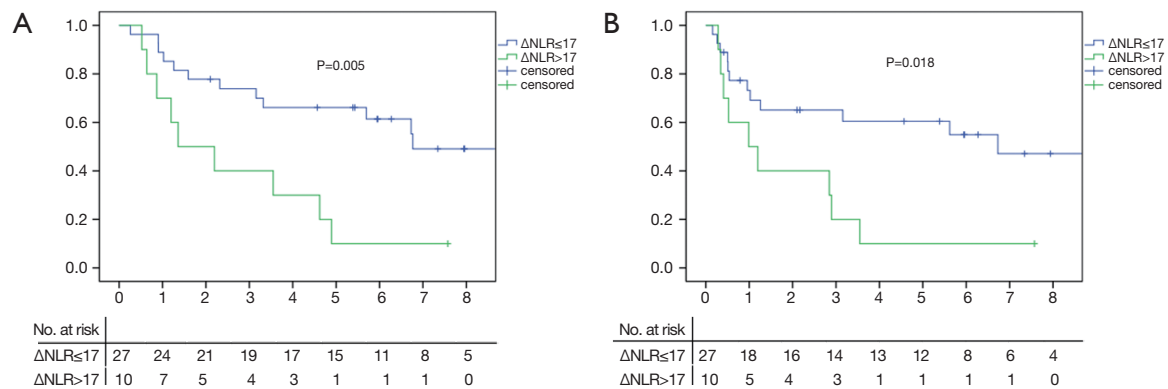 A
1.0
0.8
0.6
0.4
0.2
0.0
P=0.005
ΔNLR≤17
ΔNLR>17
censored
censored
0 1 2 3 4 5 6 7 8
No. at risk
ΔNLR≤17 27 24 21 19 17 15 11 8 5
ΔNLR>17 10 7 5 4 3 1 1 1 0
B
1.0
0.8
0.6
0.4
0.2
0.0
P=0.018
ΔNLR≤17
ΔNLR>17
censored
censored
0 1 2 3 4 5 6 7 8
No. at risk
ΔNLR≤17 27 18 16 14 13 12 8 6 4
ΔNLR>17 10 5 4 3 1 1 1 1 0